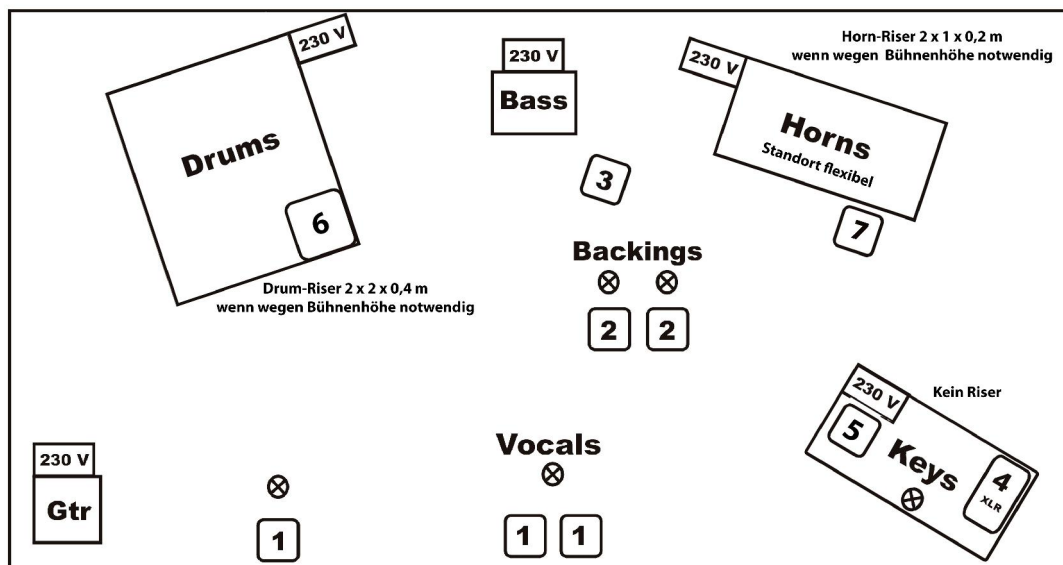 230 V
Drums
6
Drum-Riser 2 x 2 x 0,4 m
wenn wegen Bühnenhöhe notwendig
230 V
Bass
3
Horn-Riser 2 x 1 x 0,2 m
wenn wegen Bühnenhöhe notwendig
230 V
Horns
Standort flexibel
7
Backings
2 2
Kein Riser
230 V
5
Keys
4
XLR
230 V
Gtr
1
Vocals
1 1